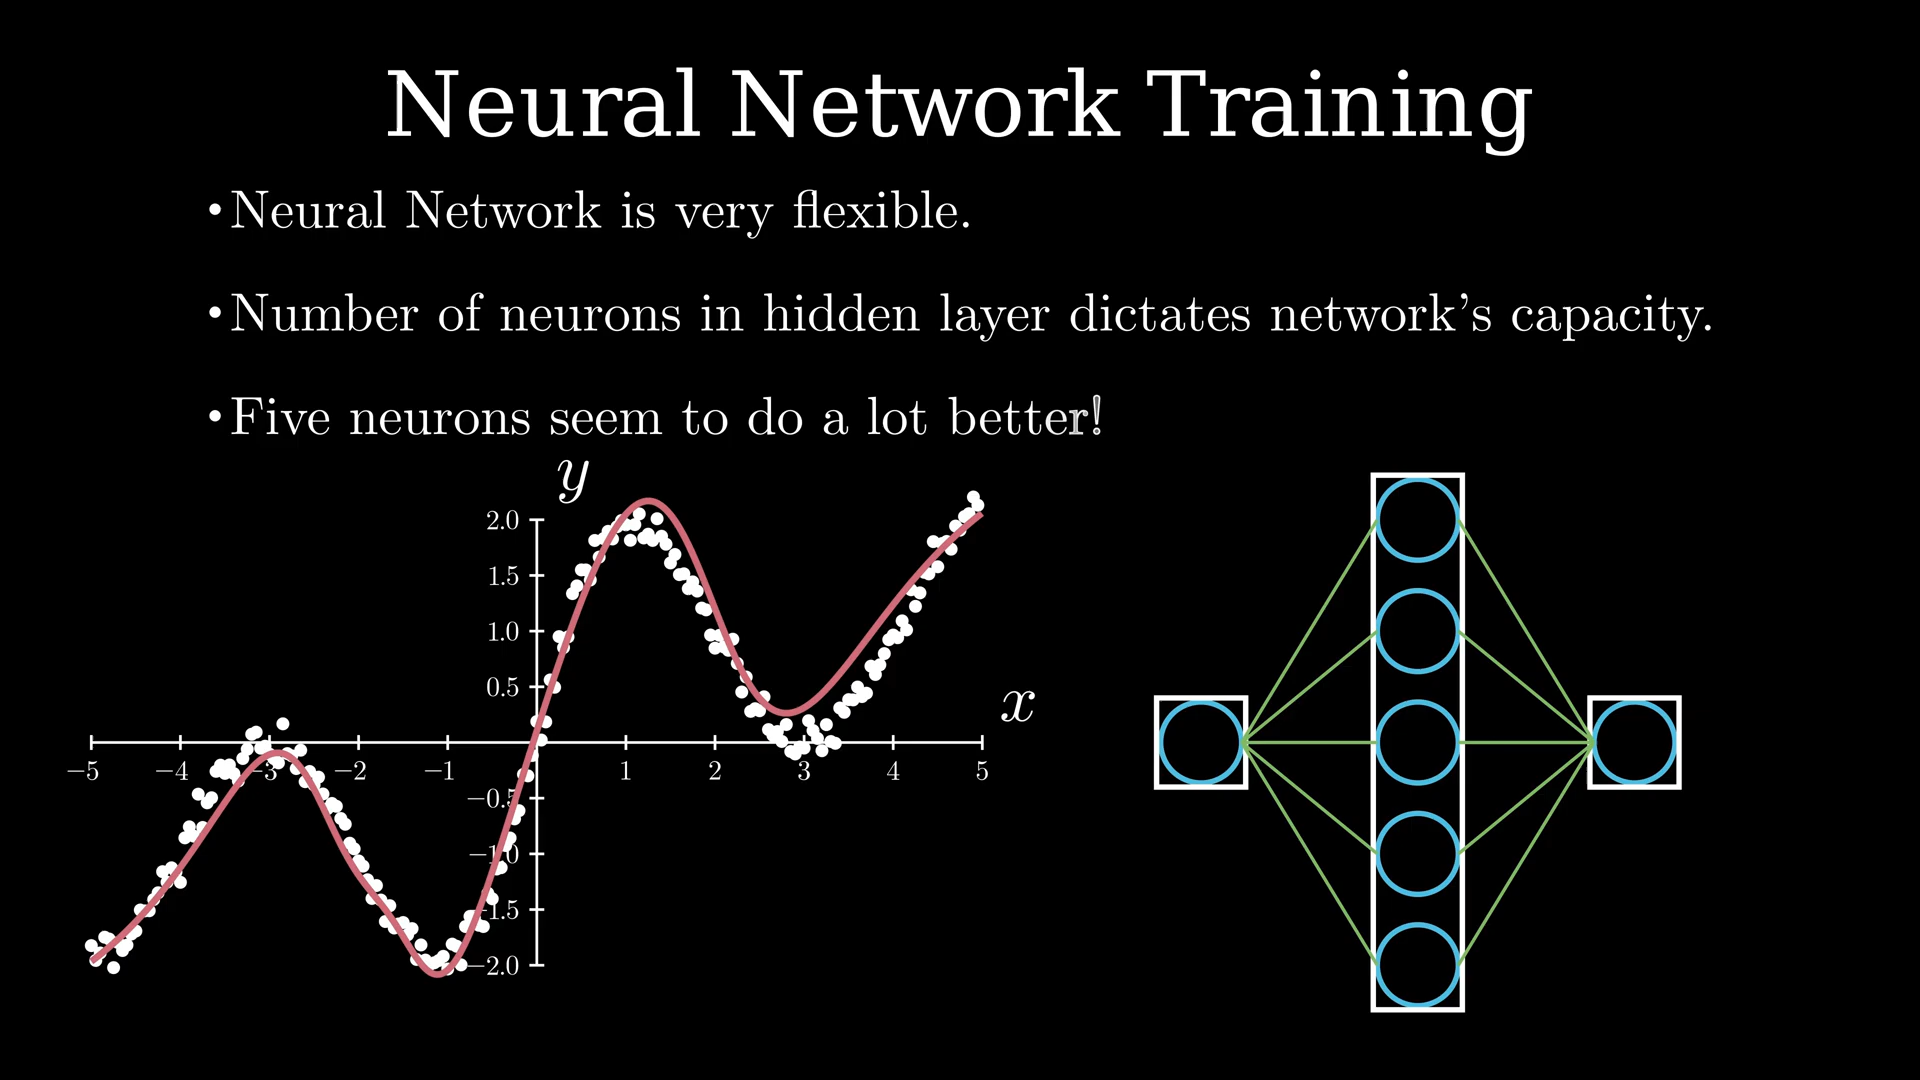 Neural Network Training
• Neural Network is very flexible.
• Number of neurons in hidden layer dictates network's capacity.
• Five neurons seem to do a lot better!
y
2.0
1.5
1.0
0.5
x
−5 −4 −3 −2 −1 1 2 3 4 5
−0.5
−1.0
−1.5
−2.0